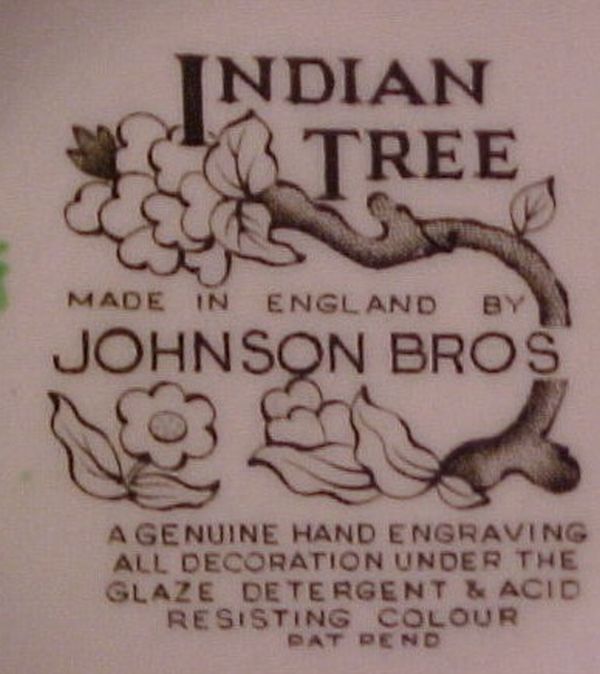 INDIAN
TREE
MADE IN ENGLAND BY
JOHNSON BROS
A GENUINE HAND ENGRAVING
ALL DECORATION UNDER THE
GLAZE DETERGENT & ACID
RESISTING COLOUR
PAT PEND